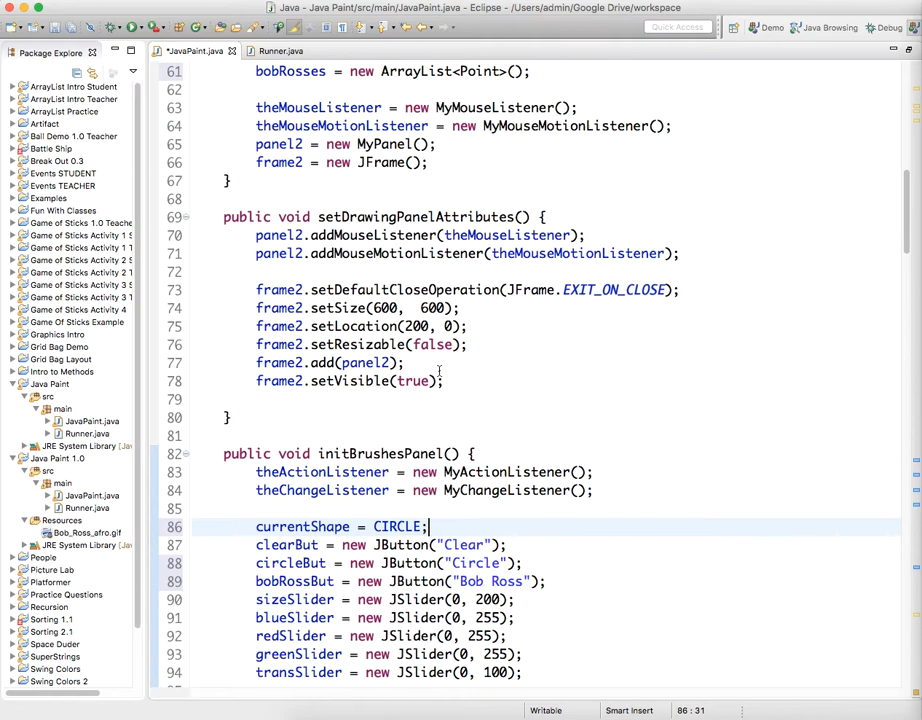 Java - Java Paint/src/main/JavaPaint.java - Eclipse - /Users/admin/Google Drive/workspace
Quick Access
Demo
Java Browsing
Debug
Package Explorer
*JavaPaint.java
Runner.java
ArrayList Intro Student
ArrayList Intro Teacher
ArrayList Practice
Artifact
Ball Demo 1.0 Teacher
Battle Ship
Break Out 0.3
Events STUDENT
Events TEACHER
Examples
Fun With Classes
Game of Sticks 1.0 Teache
Game of Sticks Activity 1 S
Game of Sticks Activity 1 T
Game of Sticks Activity 2 S
Game of Sticks Activity 2 T
Game of Sticks Activity 3 S
Game of Sticks Activity 3 T
Game of Sticks Activity 4
Game Of Sticks Example
Graphics Intro
Grid Bag Demo
Grid Bag Layout
Intro to Methods
Java Paint
src
main
JavaPaint.java
Runner.java
JRE System Library [Ja
Java Paint 1.0
src
main
JavaPaint.java
Runner.java
Resources
Bob_Ross_afro.gif
JRE System Library [Ja
People
Picture Lab
Platformer
Practice Questions
Recursion
Sorting 1.1
Sorting 2.1
Space Duder
SuperStrings
Swing Colors
Swing Colors 2
61 bobRosses = new ArrayList<Point>();
62
63 theMouseListener = new MyMouseListener();
64 theMouseMotionListener = new MyMouseMotionListener();
65 panel2 = new MyPanel();
66 frame2 = new JFrame();
67 }
68
69 public void setDrawingPanelAttributes() {
70 panel2.addMouseListener(theMouseListener);
71 panel2.addMouseMotionListener(theMouseMotionListener);
72
73 frame2.setDefaultCloseOperation(JFrame.EXIT_ON_CLOSE);
74 frame2.setSize(600, 600);
75 frame2.setLocation(200, 0);
76 frame2.setResizable(false);
77 frame2.add(panel2);
78 frame2.setVisible(true);
79
80 }
81
82 public void initBrushesPanel() {
83 theActionListener = new MyActionListener();
84 theChangeListener = new MyChangeListener();
85
86 currentShape = CIRCLE;
87 clearBut = new JButton("Clear");
88 circleBut = new JButton("Circle");
89 bobRossBut = new JButton("Bob Ross");
90 sizeSlider = new JSlider(0, 200);
91 blueSlider = new JSlider(0, 255);
92 redSlider = new JSlider(0, 255);
93 greenSlider = new JSlider(0, 255);
94 transSlider = new JSlider(0, 100);
Writable
Smart Insert
86 : 31